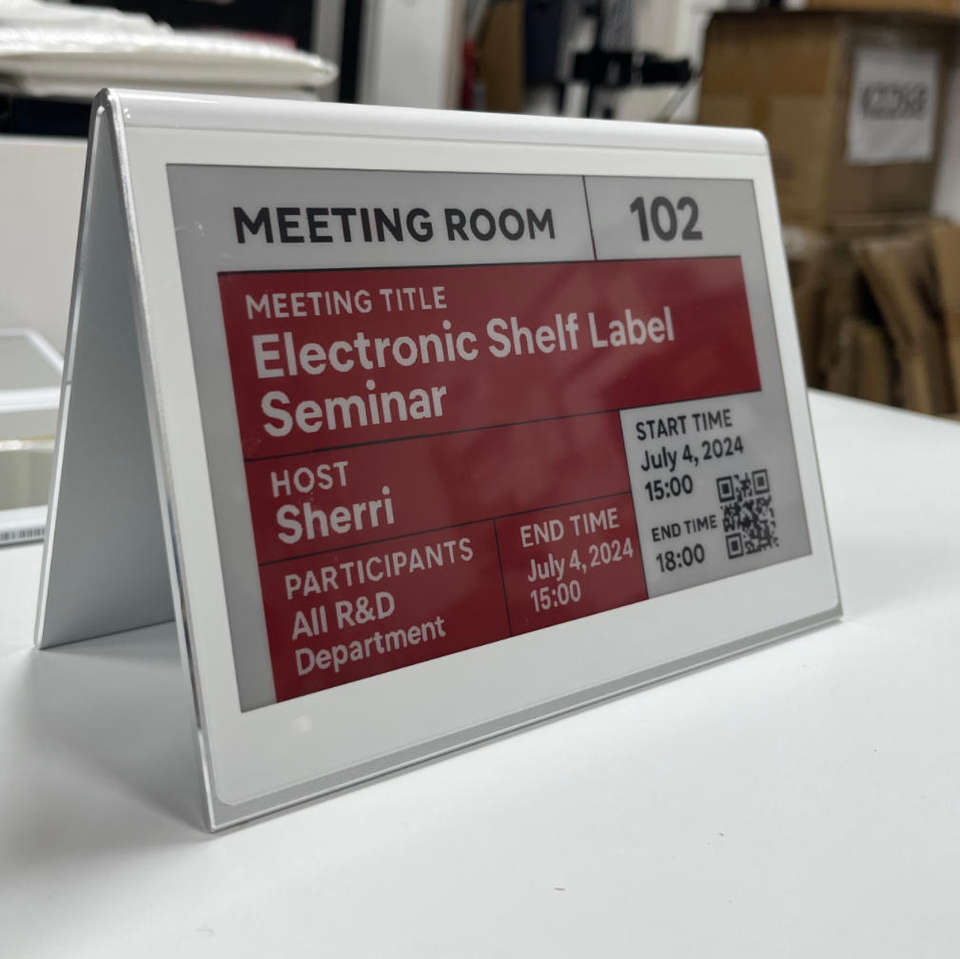 MEETING ROOM
102
MEETING TITLE
Electronic Shelf Label
Seminar
HOST
Sherri
PARTICIPANTS
All R&D
Department
END TIME
July 4, 2024
15:00
START TIME
July 4, 2024
15:00
END TIME
18:00